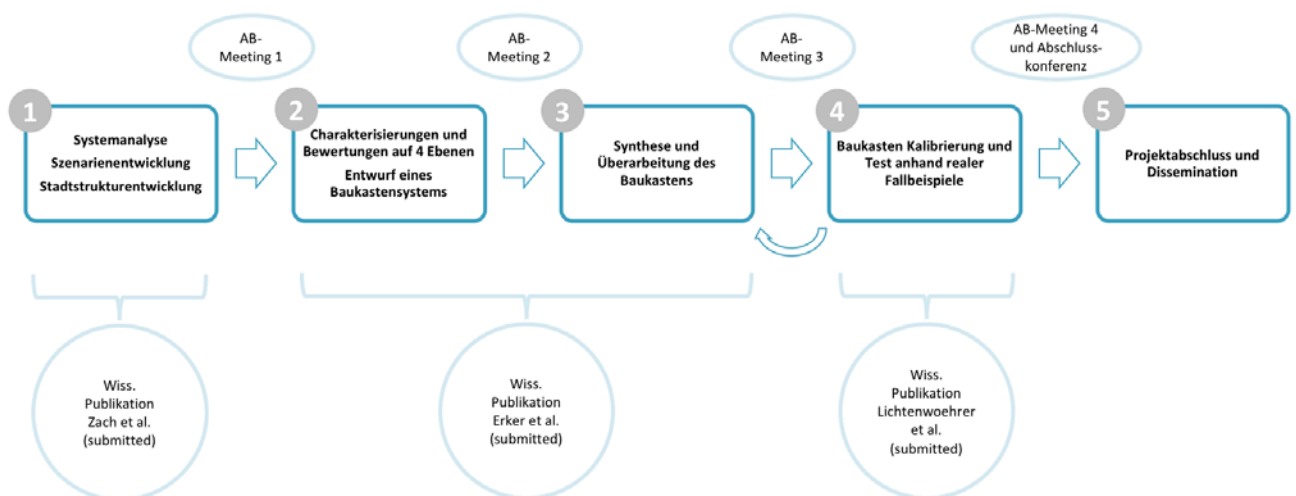 AB-
Meeting 1
AB-
Meeting 2
AB-
Meeting 3
AB-Meeting 4
und Abschluss-
konferenz
1
Systemanalyse
Szenarienentwicklung
Stadtstrukturentwicklung
2
Charakterisierungen und
Bewertungen auf 4 Ebenen
Entwurf eines
Baukastensystems
3
Synthese und
Überarbeitung des
Baukastens
4
Baukasten Kalibrierung und
Test anhand realer
Fallbeispiele
5
Projektabschluss und
Dissemination
Wiss.
Publikation
Zach et al.
(submitted)
Wiss.
Publikation
Erker et al.
(submitted)
Wiss.
Publikation
Lichtenwoehrer
et al.
(submitted)